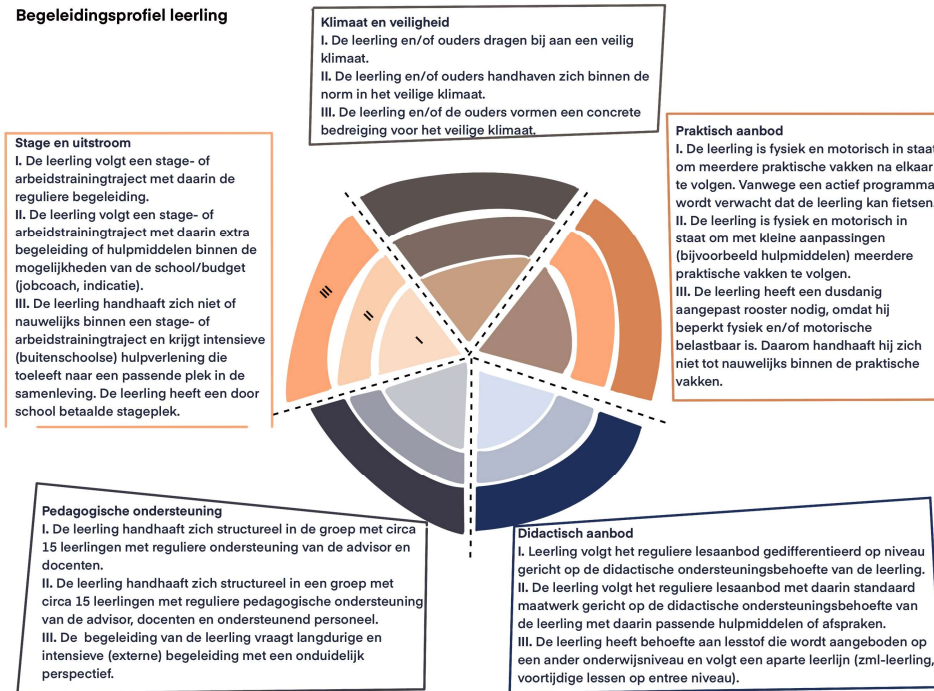 Begeleidingsprofiel leerling
Klimaat en veiligheid
I. De leerling en/of ouders dragen bij aan een veilig
klimaat.
II. De leerling en/of ouders handhaven zich binnen de
norm in het veilige klimaat.
III. De leerling en/of de ouders vormen een concrete
bedreiging voor het veilige klimaat.
Stage en uitstroom
I. De leerling volgt een stage- of
arbeidstrainingtraject met daarin de
reguliere begeleiding.
II. De leerling volgt een stage- of
arbeidstrainingtraject met daarin extra
begeleiding of hulpmiddelen binnen de
mogelijkheden van de school/budget
(jobcoach, indicatie).
III. De leerling handhaaft zich niet of
nauwelijks binnen een stage- of
arbeidstrainingtraject en krijgt intensieve
(buitenschoolse) hulpverlening die
toeleeft naar een passende plek in de
samenleving. De leerling heeft een door
school betaalde stageplek.
III
II
I
Praktisch aanbod
I. De leerling is fysiek en motorisch in staat
om meerdere praktische vakken na elkaar
te volgen. Vanwege een actief programma
wordt verwacht dat de leerling kan fietsen.
II. De leerling is fysiek en motorisch in
staat om met kleine aanpassingen
(bijvoorbeeld hulpmiddelen) meerdere
praktische vakken te volgen.
III. De leerling heeft een dusdanig
aangepast rooster nodig, omdat hij
beperkt fysiek en/of motorische
belastbaar is. Daarom handhaaft hij zich
niet tot nauwelijks binnen de praktische
vakken.
Pedagogische ondersteuning
I. De leerling handhaaft zich structureel in de groep met circa
15 leerlingen met reguliere ondersteuning van de advisor en
docenten.
II. De leerling handhaaft zich structureel in een groep met
circa 15 leerlingen met reguliere pedagogische ondersteuning
van de advisor, docenten en ondersteunend personeel.
III. De begeleiding van de leerling vraagt langdurige en
intensieve (externe) begeleiding met een onduidelijk
perspectief.
Didactisch aanbod
I. Leerling volgt het reguliere lesaanbod gedifferentieerd op niveau
gericht op de didactische ondersteuningsbehoefte van de leerling.
II. De leerling volgt het reguliere lesaanbod met daarin standaard
maatwerk gericht op de didactische ondersteuningsbehoefte van
de leerling met daarin passende hulpmiddelen of afspraken.
III. De leerling heeft behoefte aan lesstof die wordt aangeboden op
een ander onderwijsniveau en volgt een aparte leerlijn (zml-leerling,
voortijdige lessen op entree niveau).